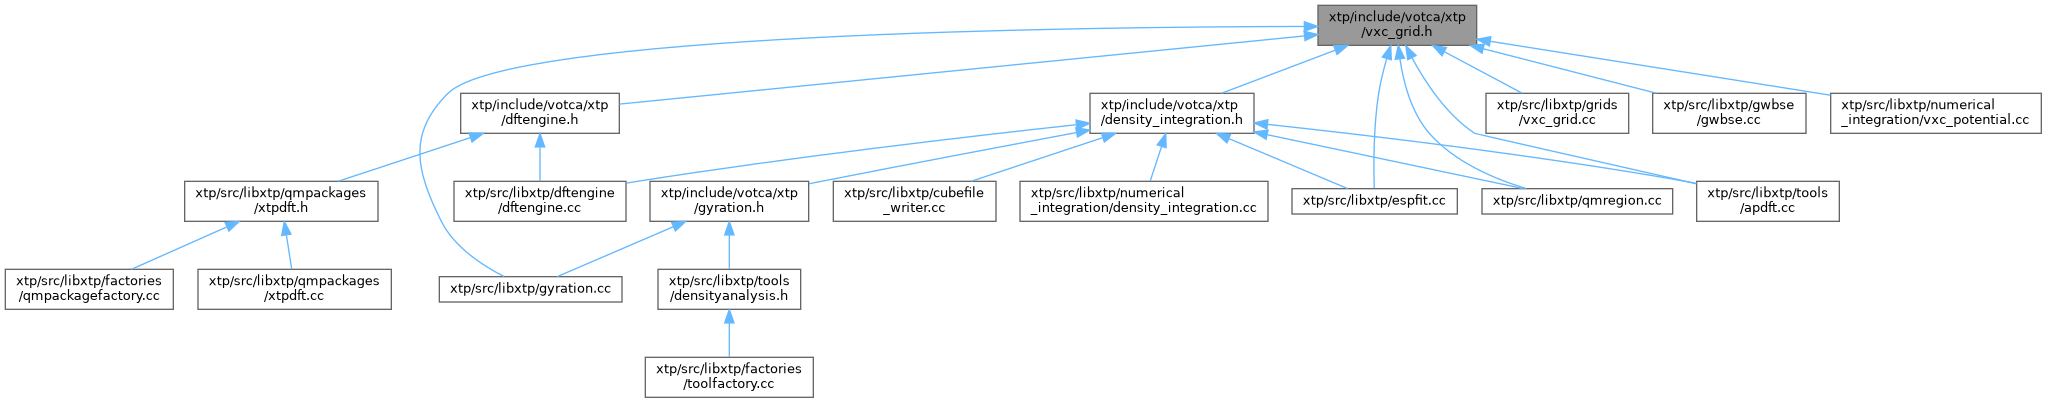 xtp/include/votca/xtp
/vxc_grid.h
xtp/include/votca/xtp
/dftengine.h
xtp/include/votca/xtp
/density_integration.h
xtp/src/libxtp/grids
/vxc_grid.cc
xtp/src/libxtp/gwbse
/gwbse.cc
xtp/src/libxtp/numerical
_integration/vxc_potential.cc
xtp/src/libxtp/qmpackages
/xtpdft.h
xtp/src/libxtp/dftengine
/dftengine.cc
xtp/include/votca/xtp
/gyration.h
xtp/src/libxtp/cubefile
_writer.cc
xtp/src/libxtp/numerical
_integration/density_integration.cc
xtp/src/libxtp/espfit.cc
xtp/src/libxtp/qmregion.cc
xtp/src/libxtp/tools
/apdft.cc
xtp/src/libxtp/factories
/qmpackagefactory.cc
xtp/src/libxtp/qmpackages
/xtpdft.cc
xtp/src/libxtp/gyration.cc
xtp/src/libxtp/tools
/densityanalysis.h
xtp/src/libxtp/factories
/toolfactory.cc